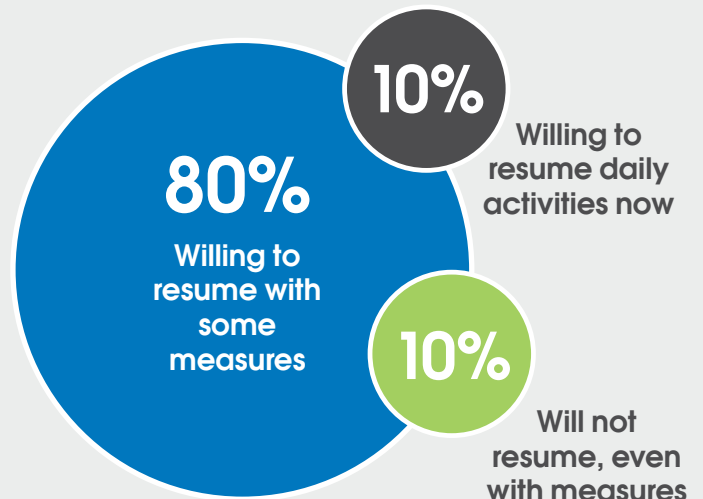 10%
Willing to
resume daily
activities now
80%
Willing to
resume with
some
measures
10%
Will not
resume, even
with measures